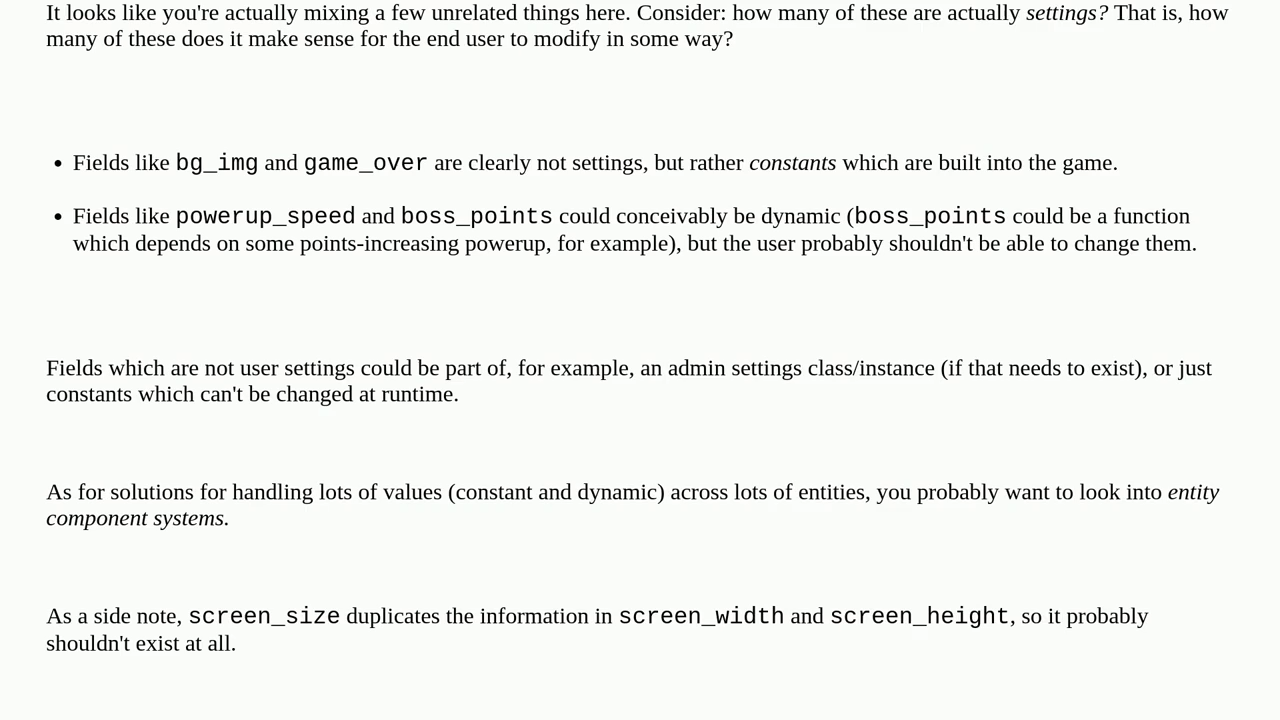 It looks like you're actually mixing a few unrelated things here. Consider: how many of these are actually settings? That is, how
many of these does it make sense for the end user to modify in some way?
• Fields like bg_img and game_over are clearly not settings, but rather constants which are built into the game.
• Fields like powerup_speed and boss_points could conceivably be dynamic (boss_points could be a function
which depends on some points-increasing powerup, for example), but the user probably shouldn't be able to change them.
Fields which are not user settings could be part of, for example, an admin settings class/instance (if that needs to exist), or just
constants which can't be changed at runtime.
As for solutions for handling lots of values (constant and dynamic) across lots of entities, you probably want to look into entity
component systems.
As a side note, screen_size duplicates the information in screen_width and screen_height, so it probably
shouldn't exist at all.